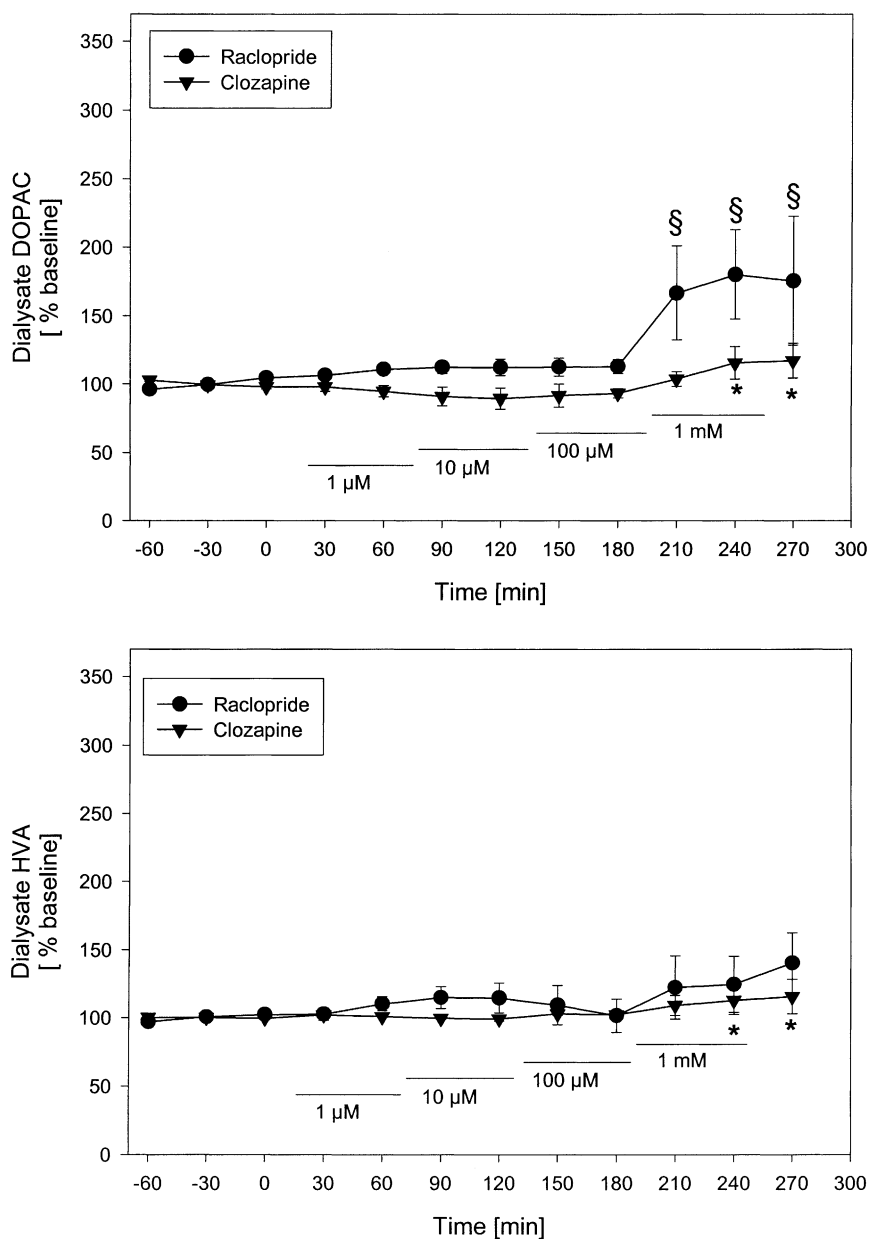 350
300
250
200
150
100
50
0
Dialysate DOPAC
[ % baseline]
Raclopride
Clozapine
§ § §
* *
1 µM
10 µM
100 µM
1 mM
-60 -30 0 30 60 90 120 150 180 210 240 270 300
Time [min]
350
300
250
200
150
100
50
0
Dialysate HVA
[ % baseline]
Raclopride
Clozapine
* *
1 µM
10 µM
100 µM
1 mM
-60 -30 0 30 60 90 120 150 180 210 240 270 300
Time [min]